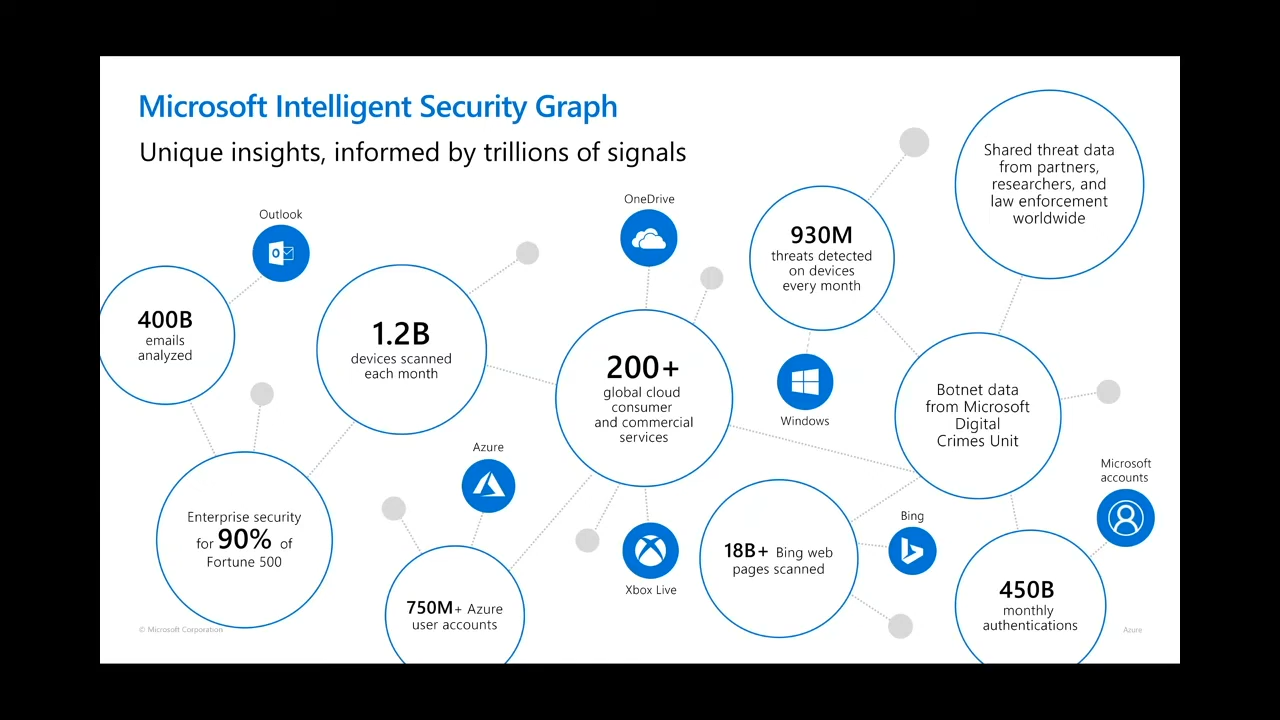 Microsoft Intelligent Security Graph
Unique insights, informed by trillions of signals
Outlook
400B
emails
analyzed
1.2B
devices scanned
each month
OneDrive
200+
global cloud
consumer
and commercial
services
930M
threats detected
on devices
every month
Windows
Shared threat data
from partners,
researchers, and
law enforcement
worldwide
Botnet data
from Microsoft
Digital
Crimes Unit
Enterprise security
for 90% of
Fortune 500
Azure
750M+ Azure
user accounts
Xbox Live
18B+ Bing web
pages scanned
Bing
Microsoft
accounts
450B
monthly
authentications
© Microsoft Corporation
Azure